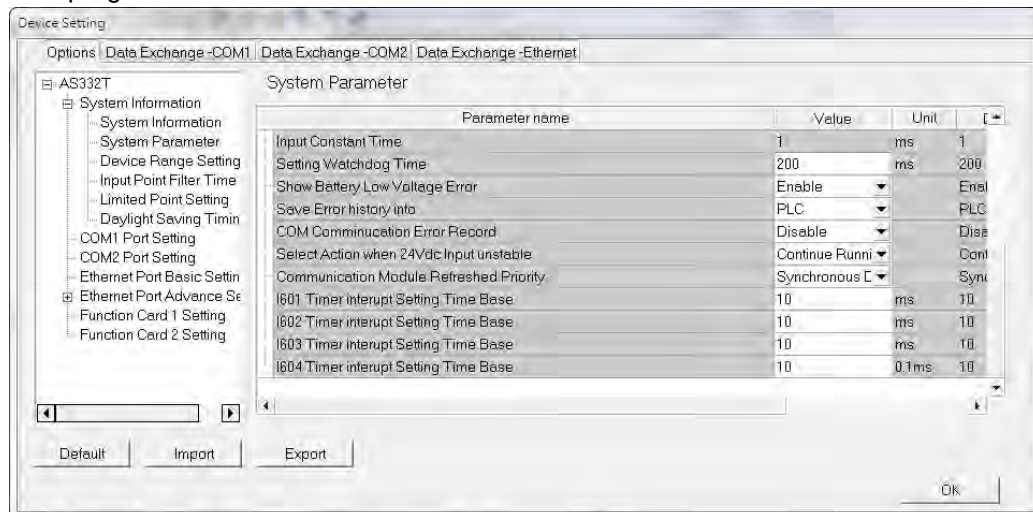 Device Setting
Options Data Exchange -COM1 Data Exchange -COM2 Data Exchange -Ethernet
AS332T
System Information
System Information
System Parameter
Device Range Setting
Input Point Filter Time
Limited Point Setting
Daylight Saving Timin
COM1 Port Setting
COM2 Port Setting
Ethernet Port Basic Settin
Ethernet Port Advance Se
Function Card 1 Setting
Function Card 2 Setting
System Parameter
Parameter name Value Unit
Input Constant Time 1 ms 1
Setting Watchdog Time 200 ms 200
Show Battery Low Voltage Error Enable Enal
Save Error history into PLC PLC
COM Comminucation Error Record Disable Disa
Select Action when 24Vdc Input unstable Continue Runni Cont
Communication Module Refreshed Priority Synchronous D Sync
I601 Timer interupt Setting Time Base 10 ms 10
I602 Timer interupt Setting Time Base 10 ms 10
I603 Timer interupt Setting Time Base 10 ms 10
I604 Timer interupt Setting Time Base 10 0.1ms 10
Default Import Export
OK